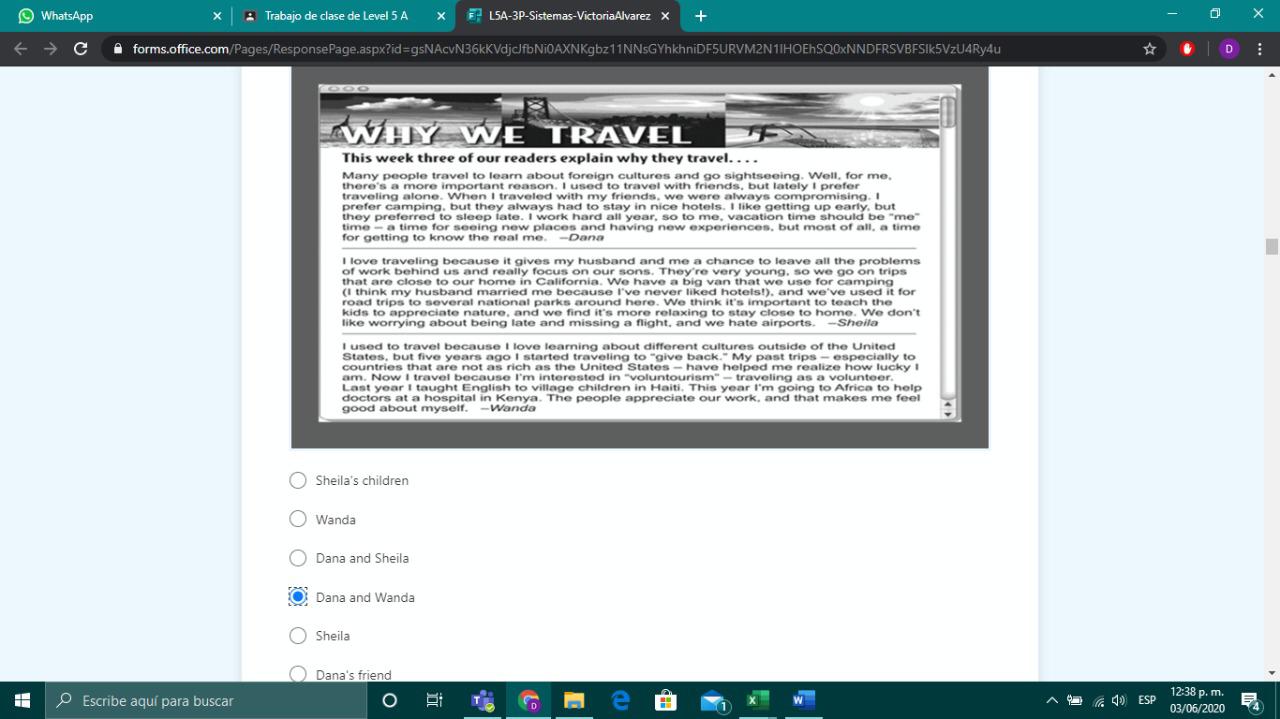 WhatsApp
Trabajo de clase de Level 5 A
L5A-3P-Sistemas-VictoriaAlvarez
forms.office.com/Pages/ResponsePage.aspx?id=gsNAcvN36kKVdjcJfbNi0AXNKgbz11NNsGYhkhniDF5URVM2N1lHOEhSQ0xNNDFRSVBFSlk5VzU4Ry4u
D
WHY WE TRAVEL
This week three of our readers explain why they travel. . . .
Many people travel to learn about foreign cultures and go sightseeing. Well, for me,
there's a more important reason. I used to travel with friends, but lately I prefer
traveling alone. When I traveled with my friends, we were always compromising. I
prefer camping, but they always had to stay in nice hotels. I like getting up early, but
they preferred to sleep late. I work hard all year, so to me, vacation time should be "me"
time – a time for seeing new places and having new experiences, but most of all, a time
for getting to know the real me. –Dana
I love traveling because it gives my husband and me a chance to leave all the problems
of work behind us and really focus on our sons. They're very young, so we go on trips
that are close to our home in California. We have a big van that we use for camping
(I think my husband married me because I've never liked hotels!), and we've used it for
road trips to several national parks around here. We think it's important to teach the
kids to appreciate nature, and we find it's more relaxing to stay close to home. We don't
like worrying about being late and missing a flight, and we hate airports. –Sheila
I used to travel because I love learning about different cultures outside of the United
States, but five years ago I started traveling to "give back." My past trips – especially to
countries that are not as rich as the United States – have helped me realize how lucky I
am. Now I travel because I'm interested in "voluntourism" – traveling as a volunteer.
Last year I taught English to village children in Haiti. This year I'm going to Africa to help
doctors at a hospital in Kenya. The people appreciate our work, and that makes me feel
good about myself. –Wanda
Sheila's children
Wanda
Dana and Sheila
Dana and Wanda
Sheila
Dana's friend
Escribe aquí para buscar
D
1
ESP
12:38 p. m.
03/06/2020
4